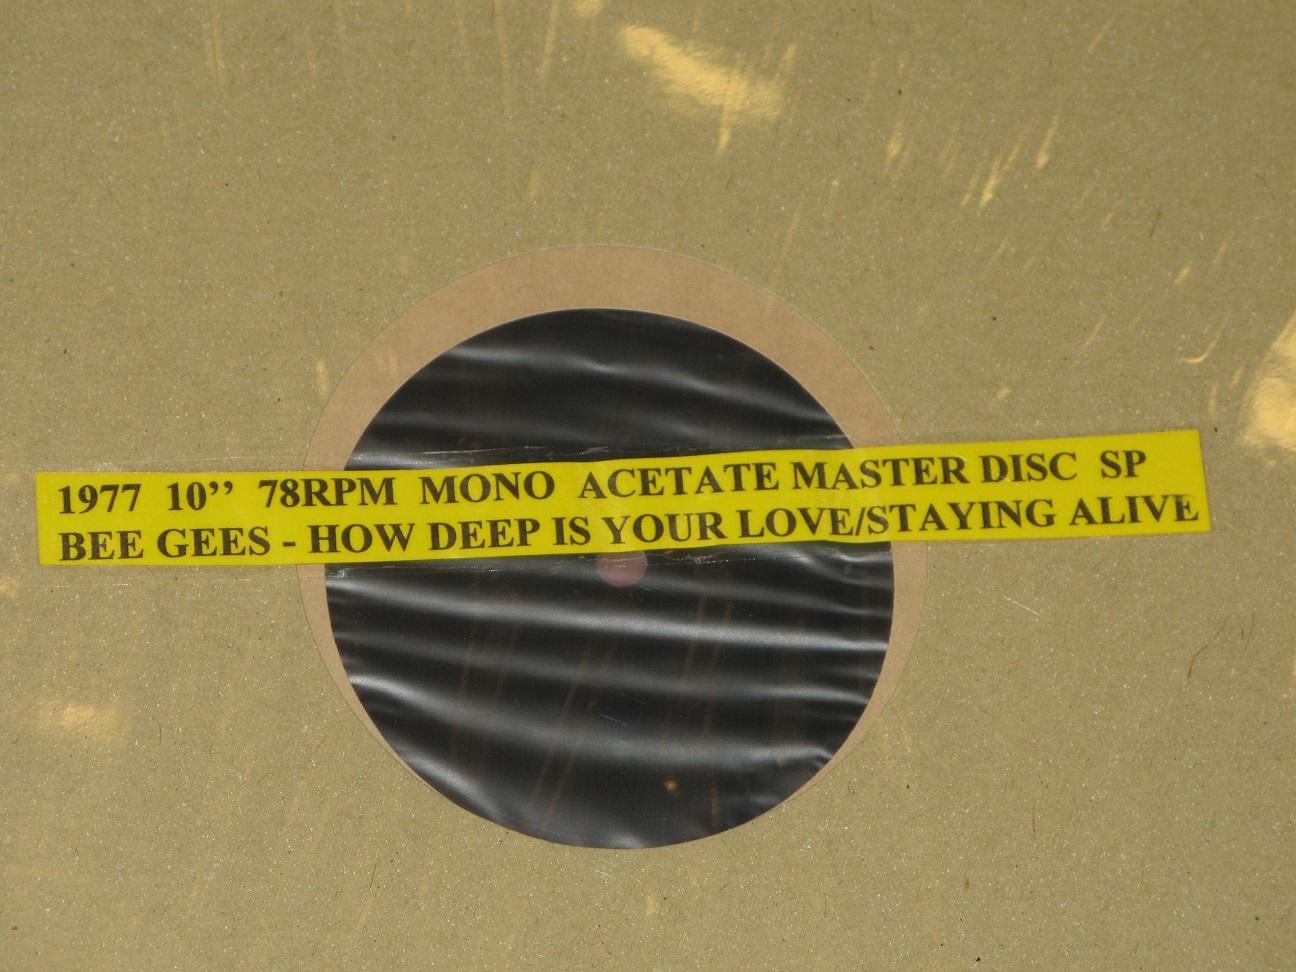 1977 10’’ 78RPM MONO ACETATE MASTER DISC SP
BEE GEES - HOW DEEP IS YOUR LOVE/STAYING ALIVE